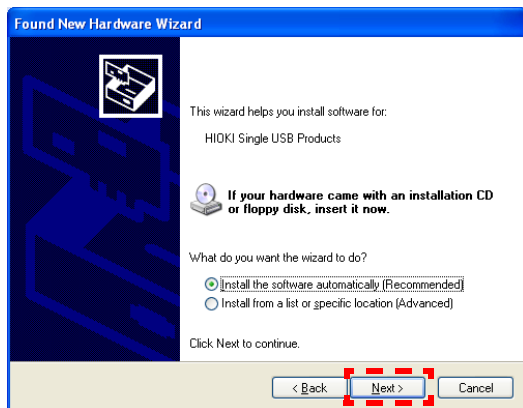 Found New Hardware Wizard
This wizard helps you install software for:
HIOKI Single USB Products
If your hardware came with an installation CD
or floppy disk, insert it now.
What do you want the wizard to do?
Install the software automatically (Recommended)
Install from a list or specific location (Advanced)
Click Next to continue.
< Back Next > Cancel